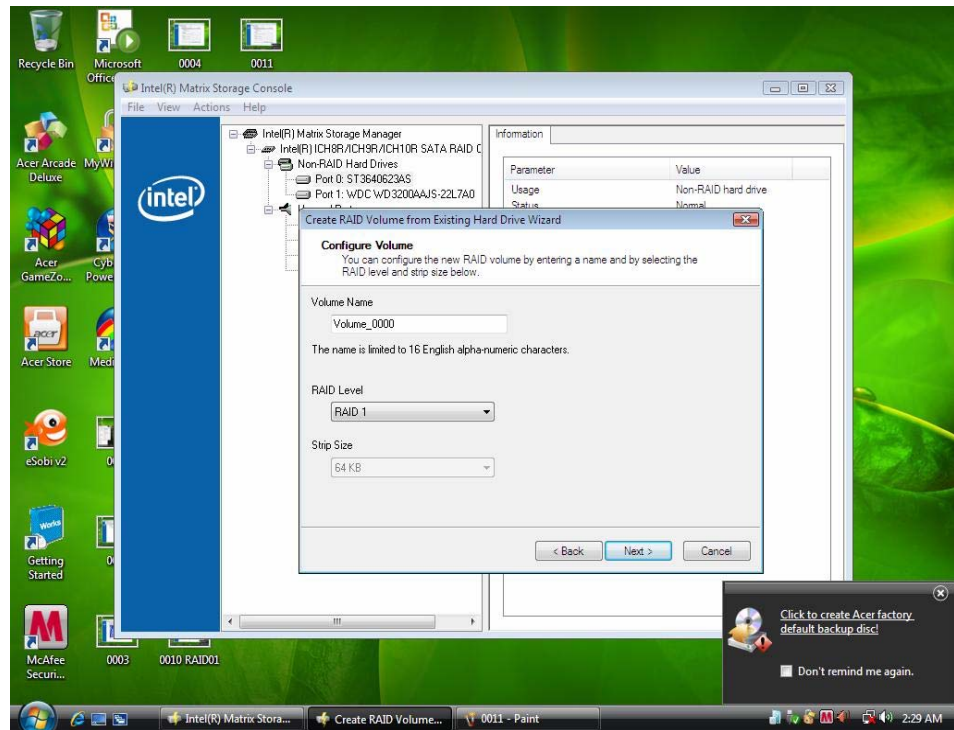 Recycle Bin
Microsoft
Office
0004
0011
Intel(R) Matrix Storage Console
File View Actions Help
Acer Arcade
Deluxe
Acer
GameZo...
Acer Store
eSobi v2
Getting
Started
McAfee
Securi...
0003
0010 RAID01
intel
Intel(R) Matrix Storage Manager
Intel(R) ICH8R/ICH9R/ICH10R SATA RAID C
Non-RAID Hard Drives
Port 0: ST3640623AS
Port 1: WDC WD3200AAJS-22L7A0
Information
Parameter Value
Usage Non-RAID hard drive
Status Normal
Create RAID Volume from Existing Hard Drive Wizard
Configure Volume
You can configure the new RAID volume by entering a name and by selecting the
RAID level and strip size below.
Volume Name
Volume_0000
The name is limited to 16 English alpha-numeric characters.
RAID Level
RAID 1
Strip Size
64 KB
< Back Next > Cancel
Click to create Acer factory
default backup disc!
Don't remind me again.
Intel(R) Matrix Stora...
Create RAID Volume...
0011 - Paint
2:29 AM